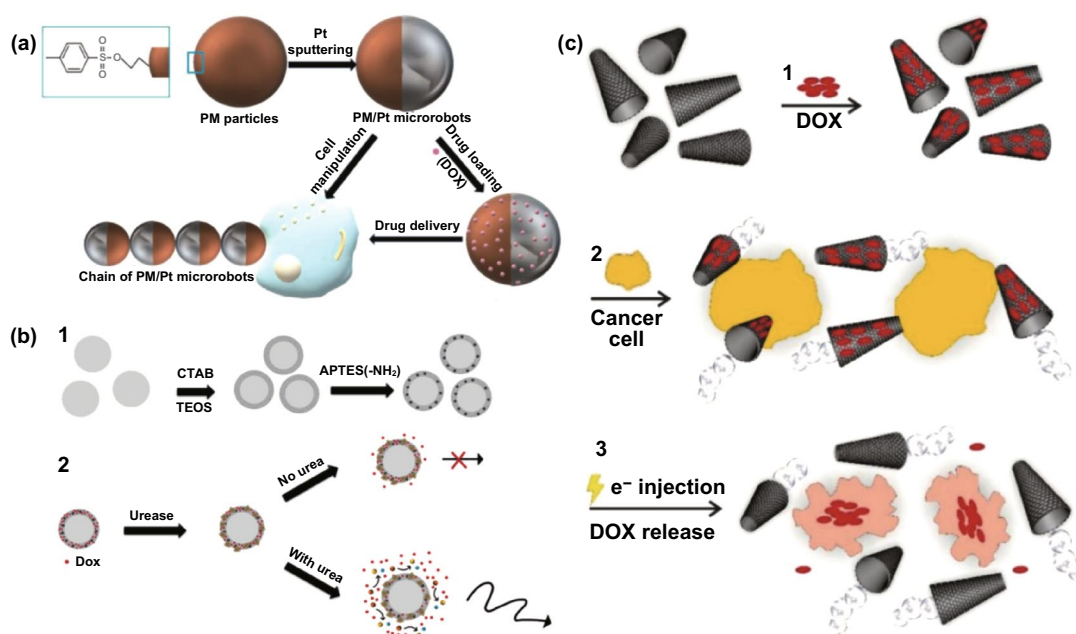 (a)
O
S
O
O
PM particles
Pt
sputtering
PM/Pt microrobots
Cell
manipulation
Drug loading
(DOX)
Drug delivery
Chain of PM/Pt microrobots
(b)
1
CTAB
TEOS
APTES(-NH₂)
2
Urease
Dox
No urea
With urea
(c)
1
DOX
2
Cancer
cell
3
e⁻ injection
DOX release